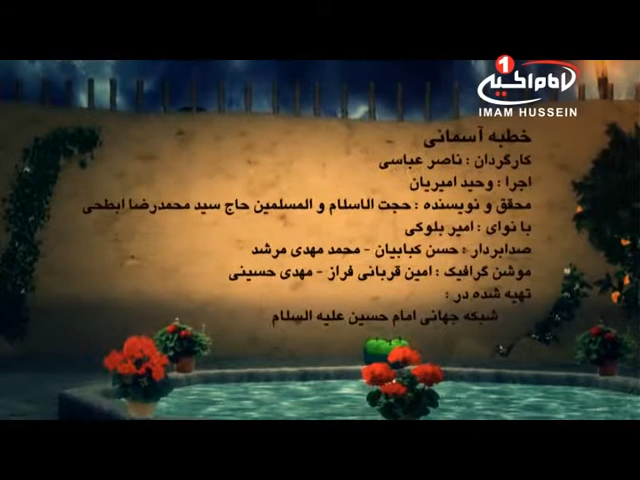 1
امام حسین
IMAM HUSSEIN
خطبه آسمانی
کارگردان : ناصر عباسی
اجرا : وحید امیریان
محقق و نویسنده : حجت الاسلام و المسلمین حاج سید محمدرضا ابطحی
با نوای : امیر بلوکی
صدابردار : حسن کبابیان - محمد مهدی مرشد
موشن گرافیک : امین قربانی فراز - مهدی حسینی
تهیه شده در :
شبکه جهانی امام حسین علیه السلام